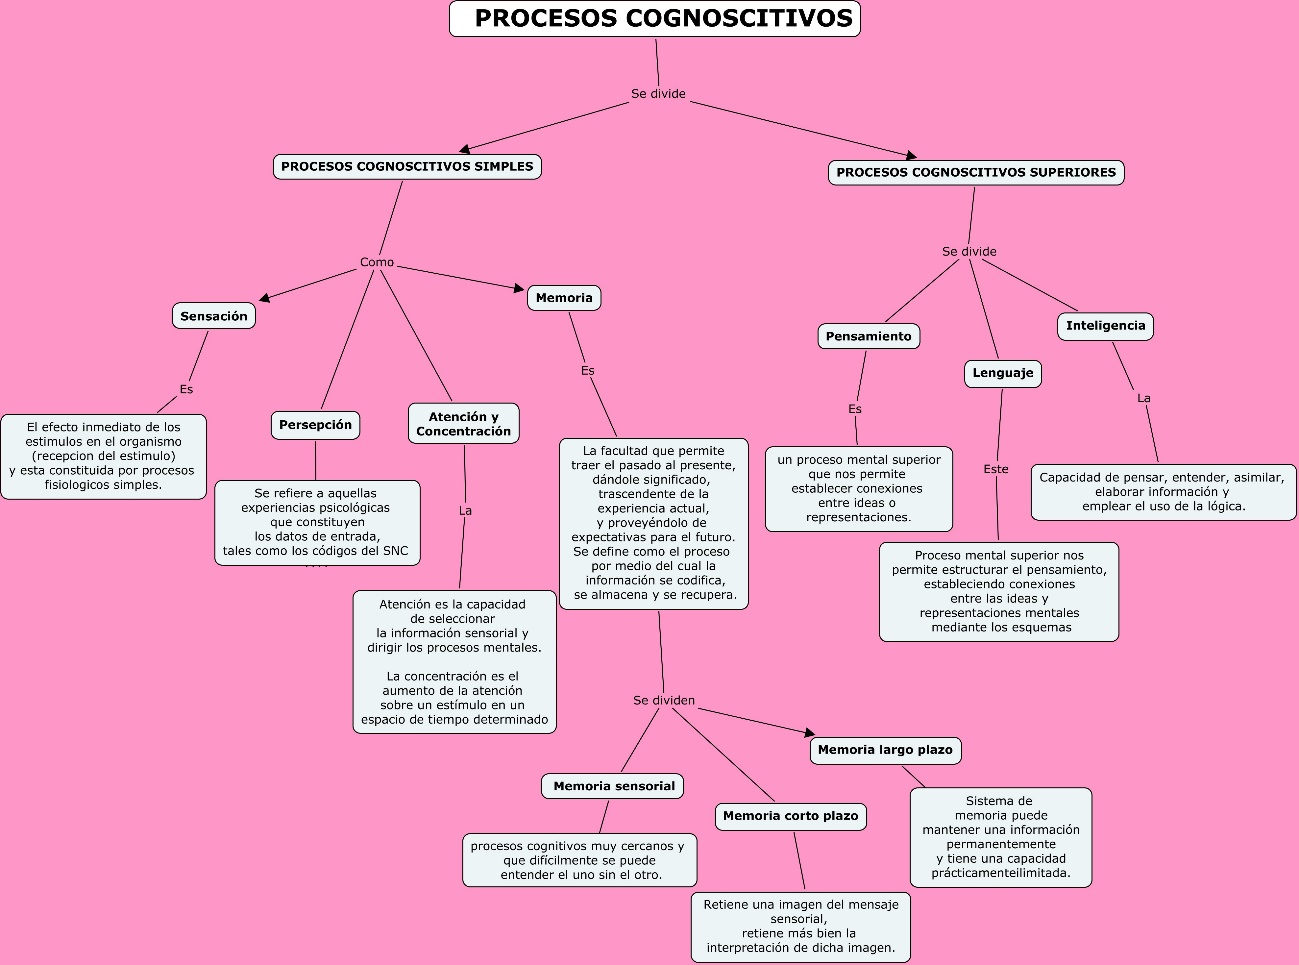 PROCESOS COGNOSCITIVOS
Se divide
PROCESOS COGNOSCITIVOS SIMPLES
PROCESOS COGNOSCITIVOS SUPERIORES
Como
Se divide
Sensación
Memoria
Pensamiento
Inteligencia
Lenguaje
Es
Es
Es
La
Persepción
Atención y
Concentración
El efecto inmediato de los
estimulos en el organismo
(recepcion del estimulo)
y esta constituida por procesos
fisiologicos simples.
Se refiere a aquellas
experiencias psicológicas
que constituyen
los datos de entrada,
tales como los códigos del SNC
....
La
Atención es la capacidad
de seleccionar
la información sensorial y
dirigir los procesos mentales.
La concentración es el
aumento de la atención
sobre un estímulo en un
espacio de tiempo determinado
La facultad que permite
traer el pasado al presente,
dándole significado,
trascendente de la
experiencia actual,
y proveyéndolo de
expectativas para el futuro.
Se define como el proceso
por medio del cual la
información se codifica,
se almacena y se recupera.
un proceso mental superior
que nos permite
establecer conexiones
entre ideas o
representaciones.
Este
Proceso mental superior nos
permite estructurar el pensamiento,
estableciendo conexiones
entre las ideas y
representaciones mentales
mediante los esquemas
Capacidad de pensar, entender, asimilar,
elaborar información y
emplear el uso de la lógica.
Se dividen
Memoria sensorial
Memoria corto plazo
Memoria largo plazo
procesos cognitivos muy cercanos y
que difícilmente se puede
entender el uno sin el otro.
Retiene una imagen del mensaje
sensorial,
retiene más bien la
interpretación de dicha imagen.
Sistema de
memoria puede
mantener una información
permanentemente
y tiene una capacidad
prácticamenteilimitada.